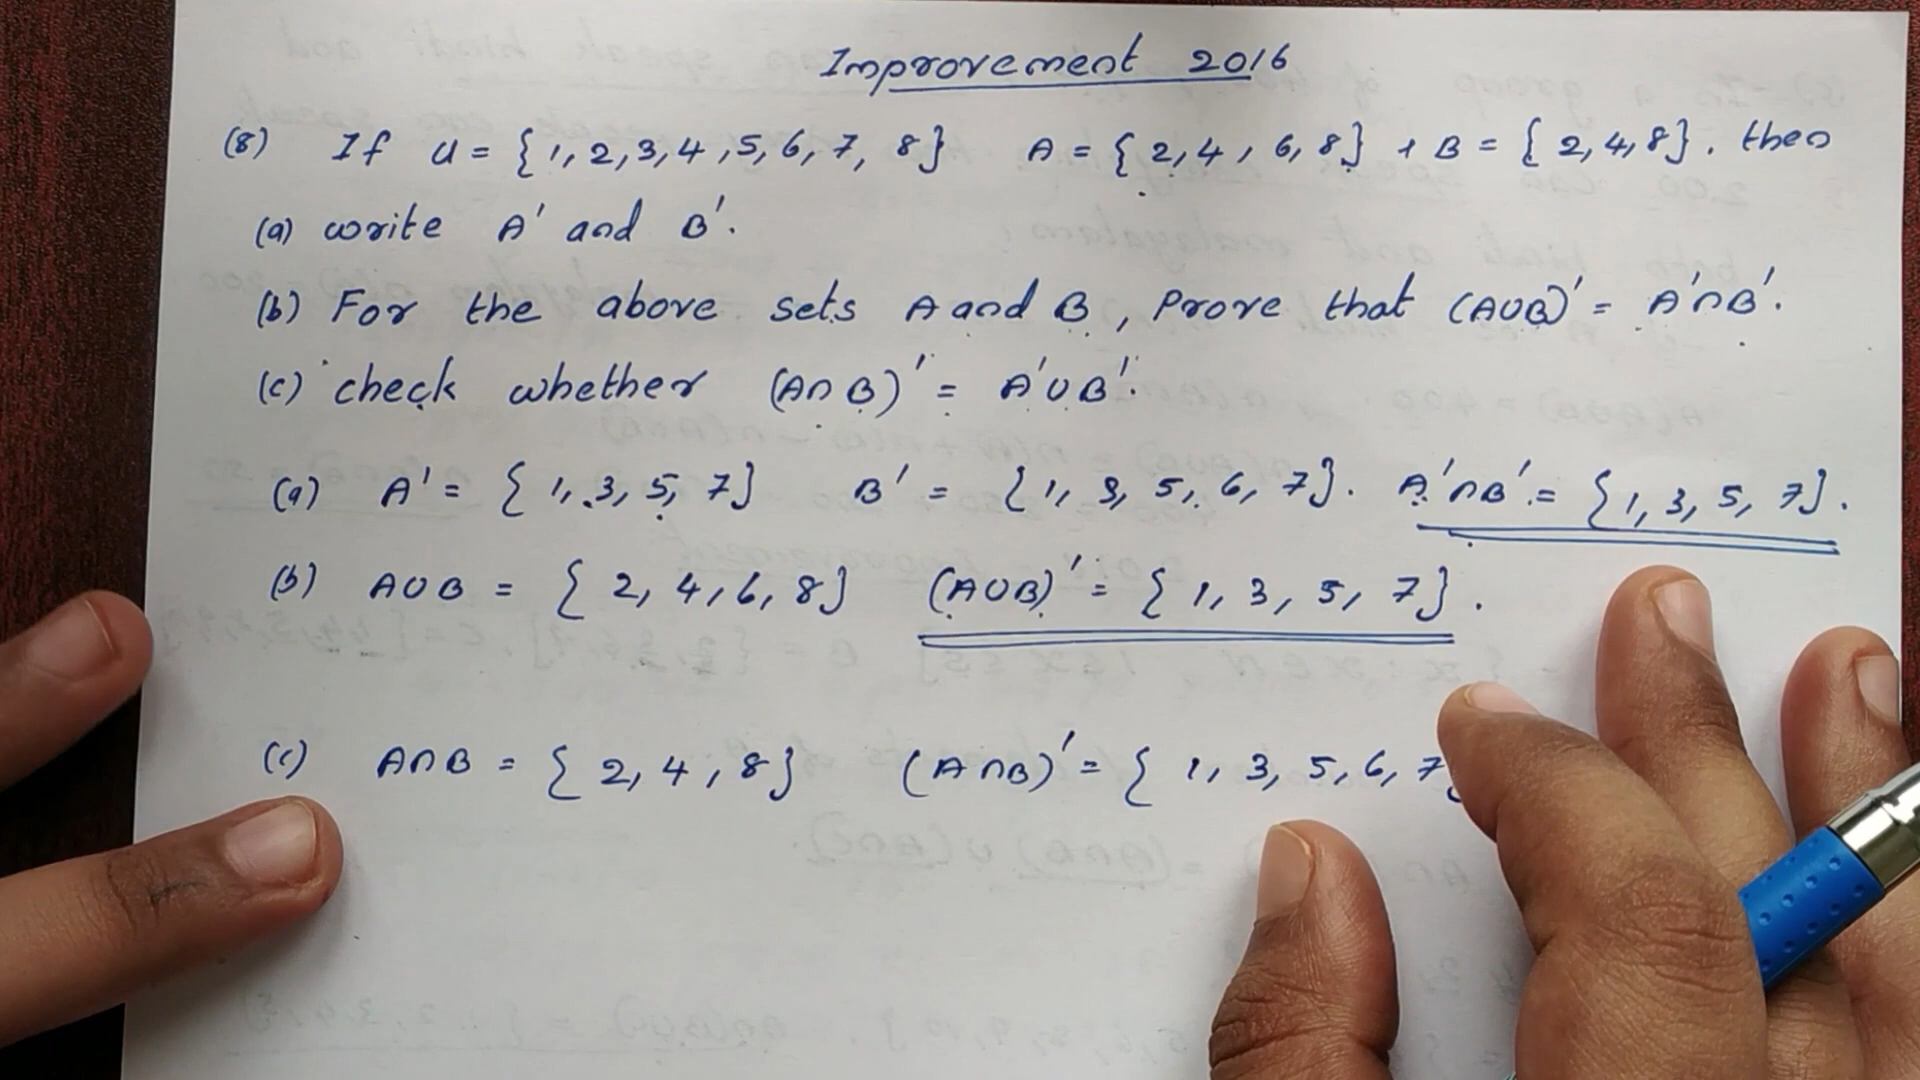 Improvement 2016
(8) If U = {1, 2, 3, 4, 5, 6, 7, 8} A = {2, 4, 6, 8} + B = {2, 4, 8}. then
(a) write A' and B'.
(b) For the above sets A and B, Prove that (A∪B)' = A'∩B'.
(c) check whether (A∩B)' = A'∪B'.
(a) A' = {1, 3, 5, 7} B' = {1, 3, 5, 6, 7}. A'∩B' = {1, 3, 5, 7}.
(b) A∪B = {2, 4, 6, 8} (A∪B)' = {1, 3, 5, 7}.
(c) A∩B = {2, 4, 8} (A∩B)' = {1, 3, 5, 6, 7}